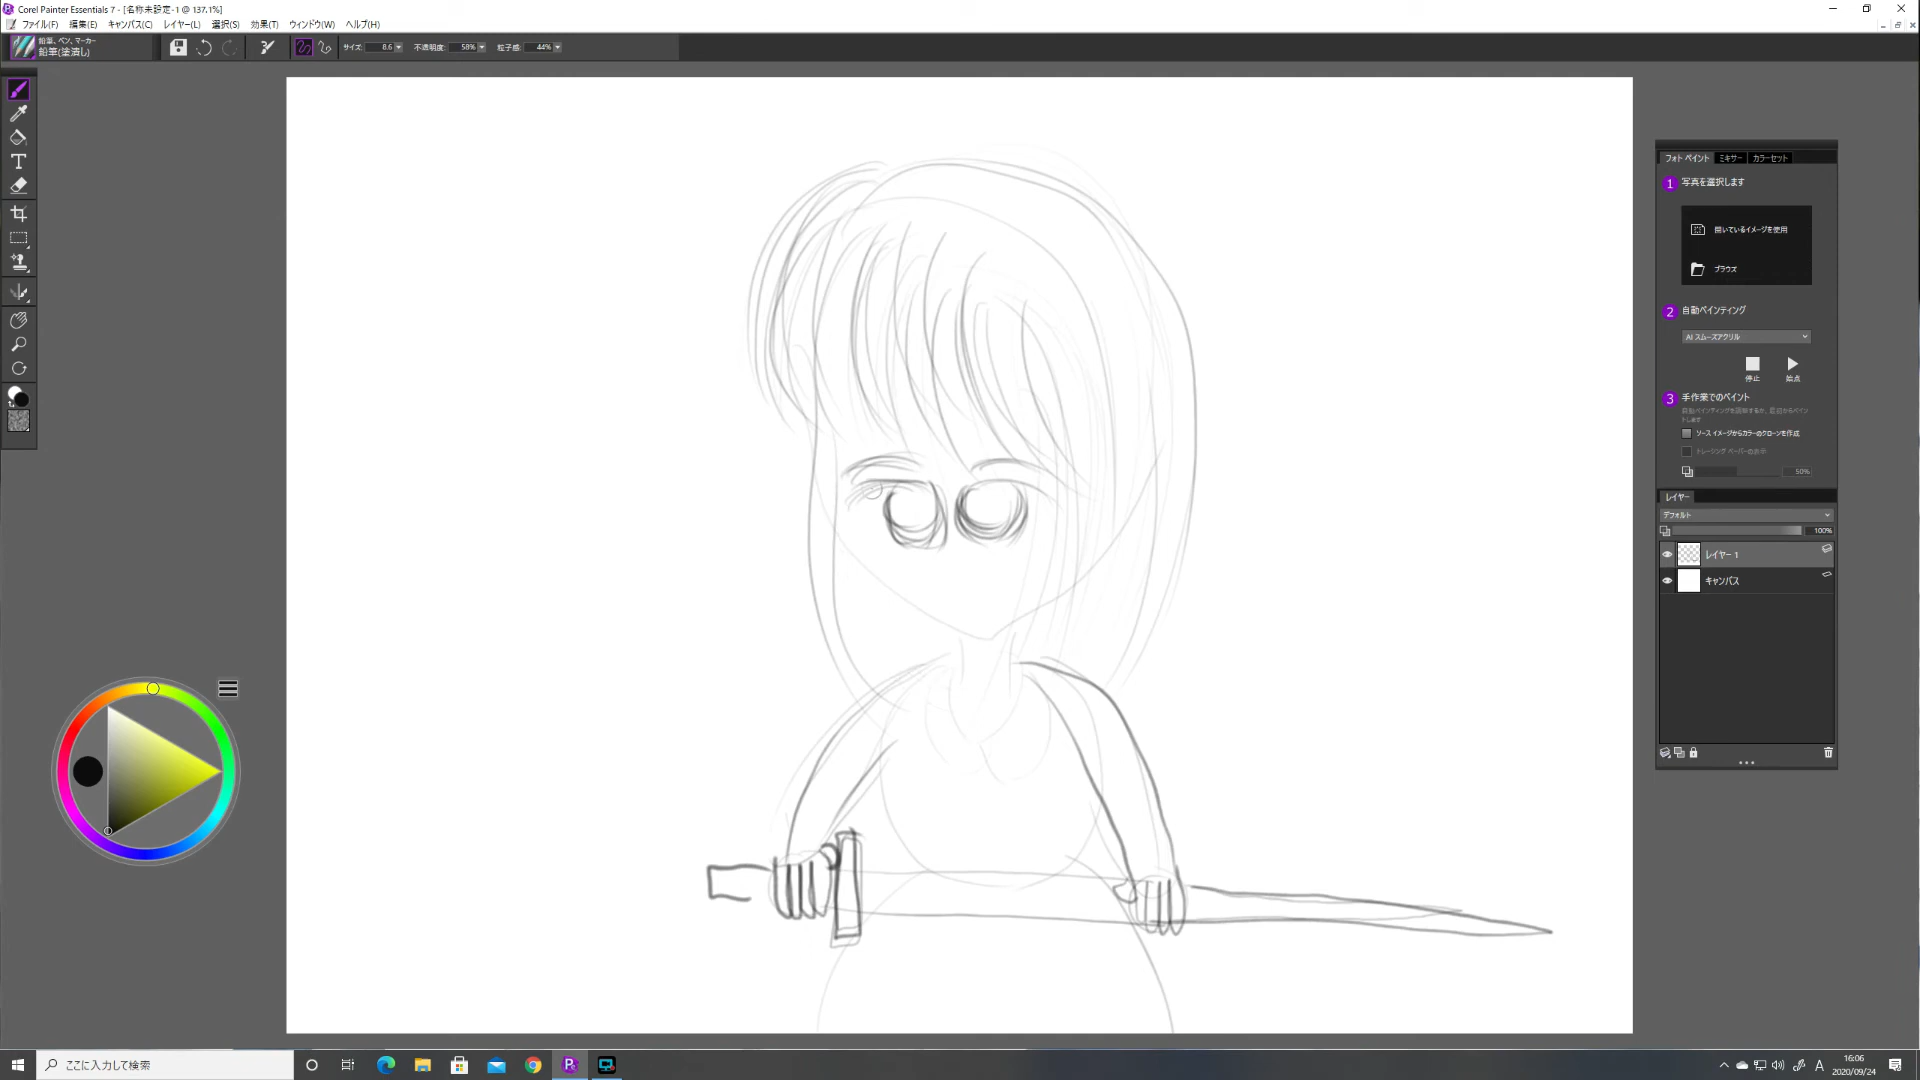 Corel Painter Essentials 7 - [名称未設定-1 @ 137.1%]
ファイル(F) 編集(E) キャンバス(C) レイヤー(L) 選択(S) 効果(T) ウィンドウ(W) ヘルプ(H)
鉛筆、ペン、マーカー
鉛筆(塗潰し)
サイズ: 8.6 不透明度: 58% 粒子感: 44%
フォト ペイント ミキサー カラーセット
1 写真を選択します
開いているイメージを使用
ブラウズ
2 自動ペインティング
AI スムーズアクリル
停止 始点
3 手作業でのペイント
ソース イメージからカラーのクローンを作成
トレーシング ペーパーの表示
50%
レイヤー
デフォルト
100%
レイヤー 1
キャンバス
ここに入力して検索
A
16:06
2020/09/24